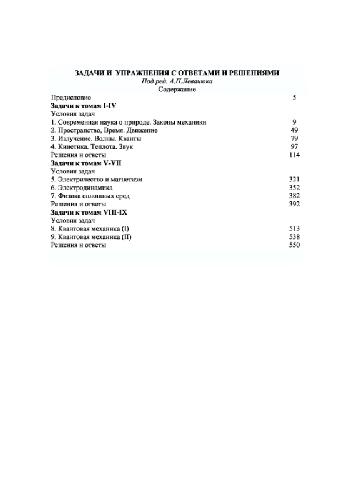 ЗАДАЧИ И УПРАЖНЕНИЯ С ОТВЕТАМИ И РЕШЕНИЯМИ
Под ред. А.П.Леванюка
Содержание
Предисловие 5
Задачи к томам I-IV
Условия задач
1. Современная наука о природе. Законы механики 9
2. Пространство, Время. Движение 49
3. Излучение. Волны. Кванты 79
4. Кинетика. Теплота. Звук 97
Решения и ответы 114
Задачи к томам V-VII
Условия задач
5. Электричество и магнетизм 321
6. Электродинамика 352
7. Физика сплошных сред 382
Решения и ответы 392
Задачи к томам VIII-IX
Условия задач
8. Квантовая механика (I) 513
9. Квантовая механика (II) 538
Решения и ответы 550